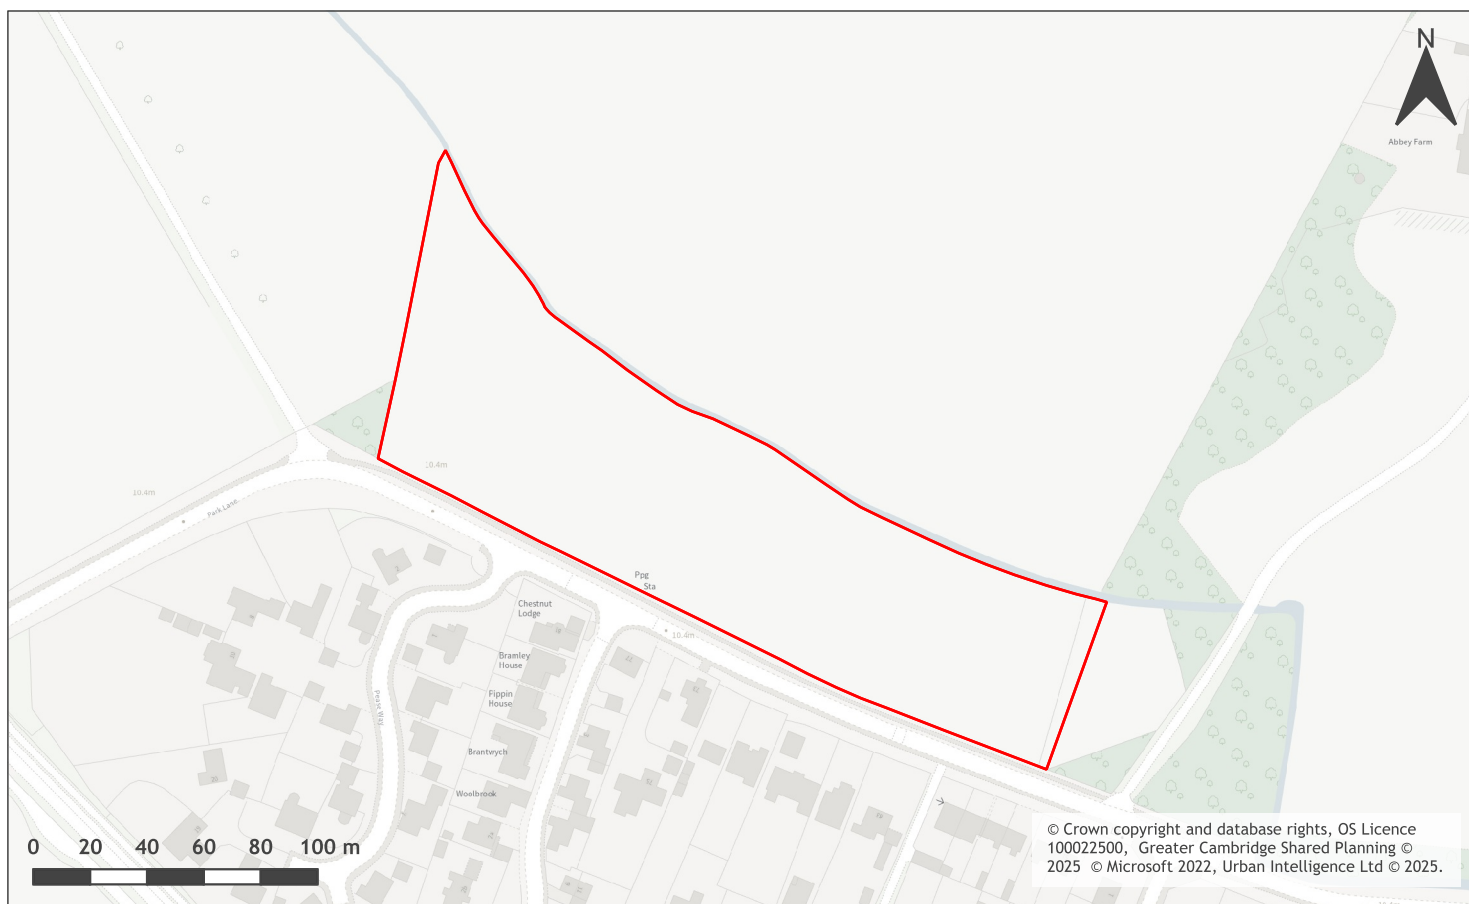 N
Abbey Farm
10.4m
10.4m
Park Lane
Ppg
Sta
Chestnut
Lodge
10.4m
Bramley
House
Pease Way
Fippin
House
Brantwych
Woolbrook
0 20 40 60 80 100 m
© Crown copyright and database rights, OS Licence
100022500, Greater Cambridge Shared Planning ©
2025 © Microsoft 2022, Urban Intelligence Ltd © 2025.